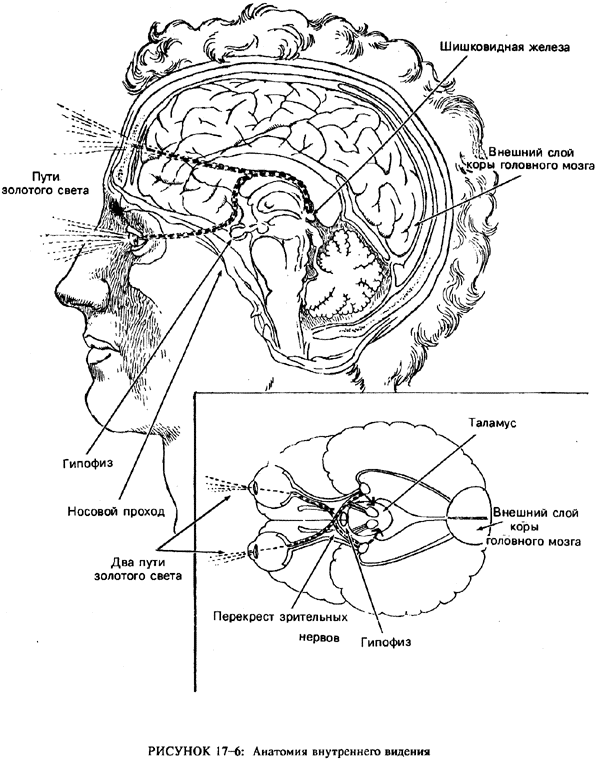 Шишковидная железа
Внешний слой
коры головного мозга
Пути
золотого света
Гипофиз
Носовой проход
Два пути
золотого света
Таламус
Внешний слой
коры
головного мозга
Перекрест зрительных
нервов
Гипофиз
РИСУНОК 17–6: Анатомия внутреннего видения